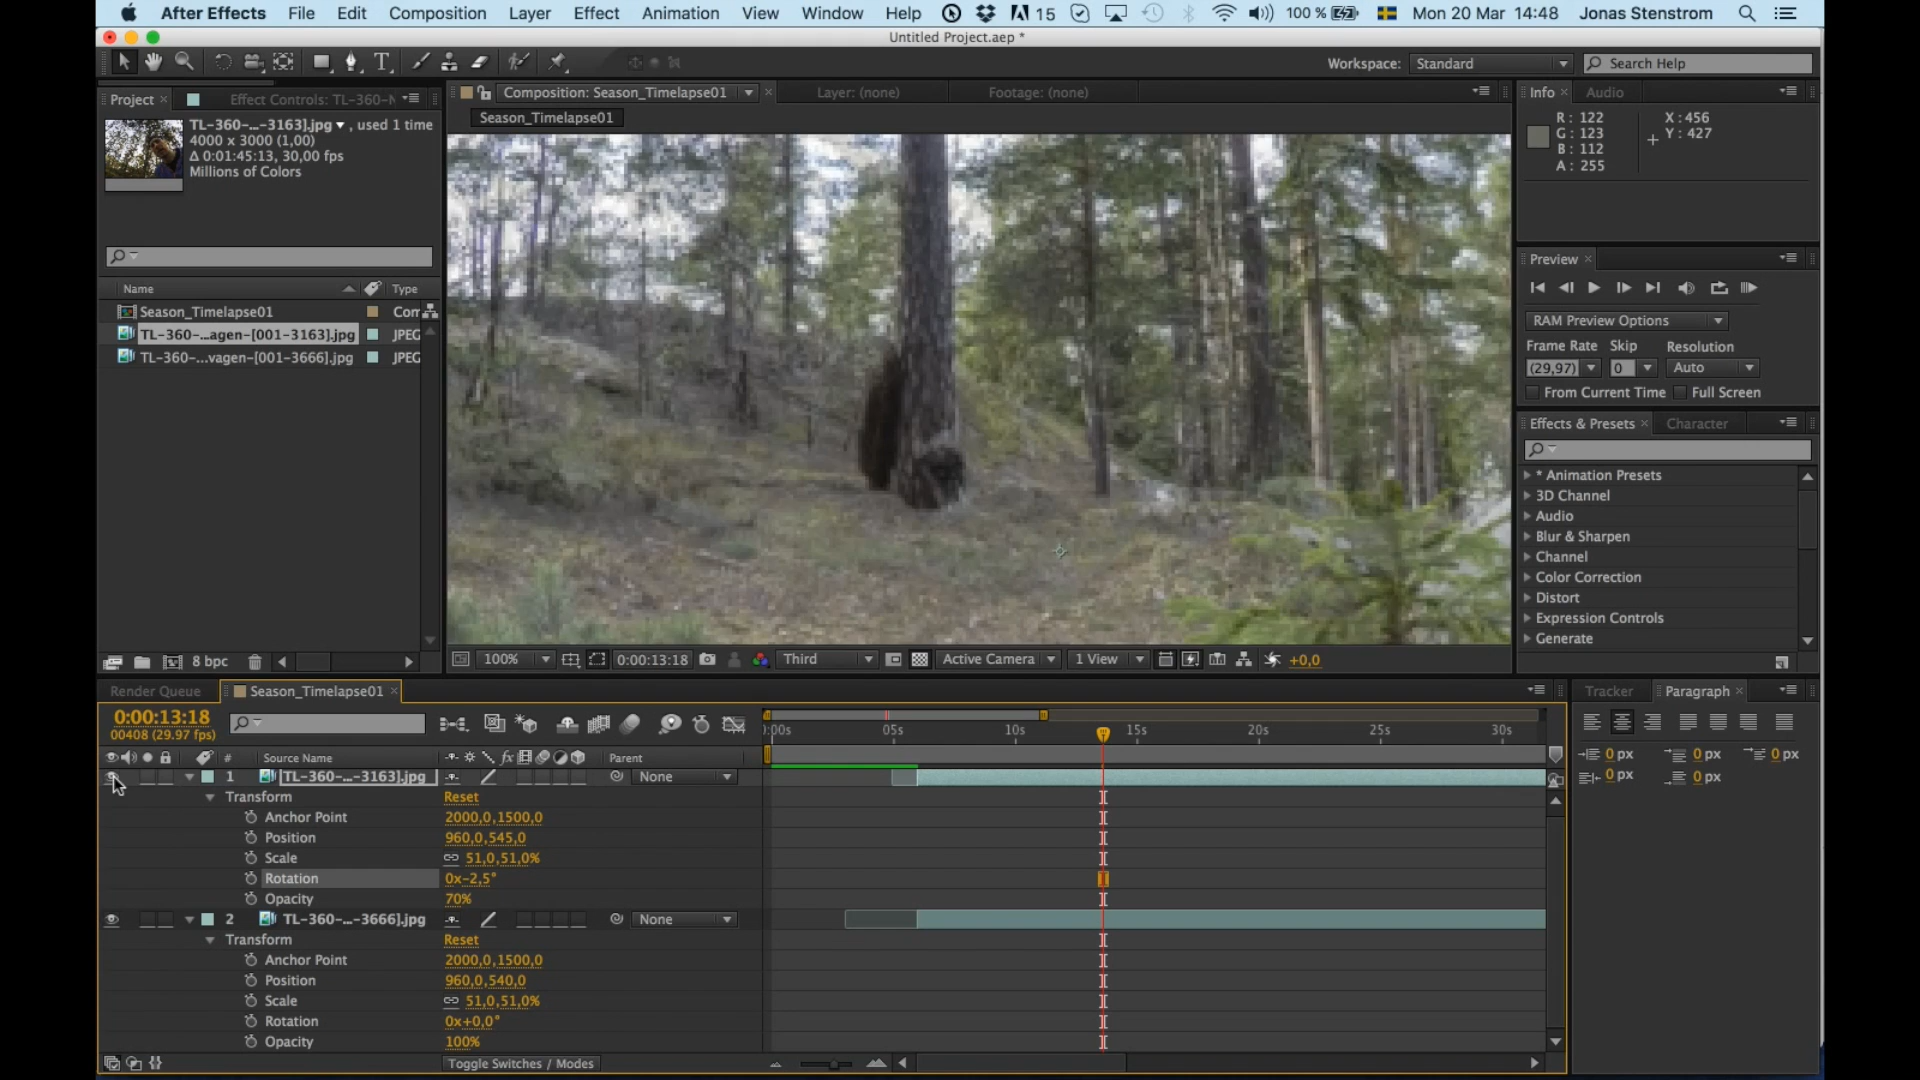 After Effects File Edit Composition Layer Effect Animation View Window Help 15 100 % Mon 20 Mar 14:48 Jonas Stenstrom
Untitled Project.aep *
T Workspace: Standard Search Help
Project × Effect Controls: TL-360-
TL-360-...-3163].jpg ▾ , used 1 time
4000 x 3000 (1,00)
Δ 0:01:45:13, 30,00 fps
Millions of Colors
Name Type
Season_Timelapse01 Com
TL-360-...agen-[001-3163].jpg JPEG
TL-360-...vagen-[001-3666].jpg JPEG
8 bpc
Composition: Season_Timelapse01 × Layer: (none) Footage: (none)
Season_Timelapse01
100% 0:00:13:18 Third Active Camera 1 View +0,0
Info × Audio
R : 122 X : 456
G : 123 Y : 427
B : 112
A : 255
Preview ×
RAM Preview Options
Frame Rate Skip Resolution
(29,97) 0 Auto
From Current Time Full Screen
Effects & Presets × Character
* Animation Presets
3D Channel
Audio
Blur & Sharpen
Channel
Color Correction
Distort
Expression Controls
Generate
Render Queue Season_Timelapse01 ×
0:00:13:18
00408 (29.97 fps)
:00s 05s 10s 15s 20s 25s 30s
# Source Name fx Parent
1 [TL-360-...-3163].jpg None
Transform Reset
Anchor Point 2000,0,1500,0
Position 960,0,545,0
Scale 51,0,51,0%
Rotation 0x-2,5°
Opacity 70%
2 TL-360-...-3666].jpg None
Transform Reset
Anchor Point 2000,0,1500,0
Position 960,0,540,0
Scale 51,0,51,0%
Rotation 0x+0,0°
Opacity 100%
Toggle Switches / Modes
Tracker Paragraph ×
0 px 0 px 0 px
0 px 0 px